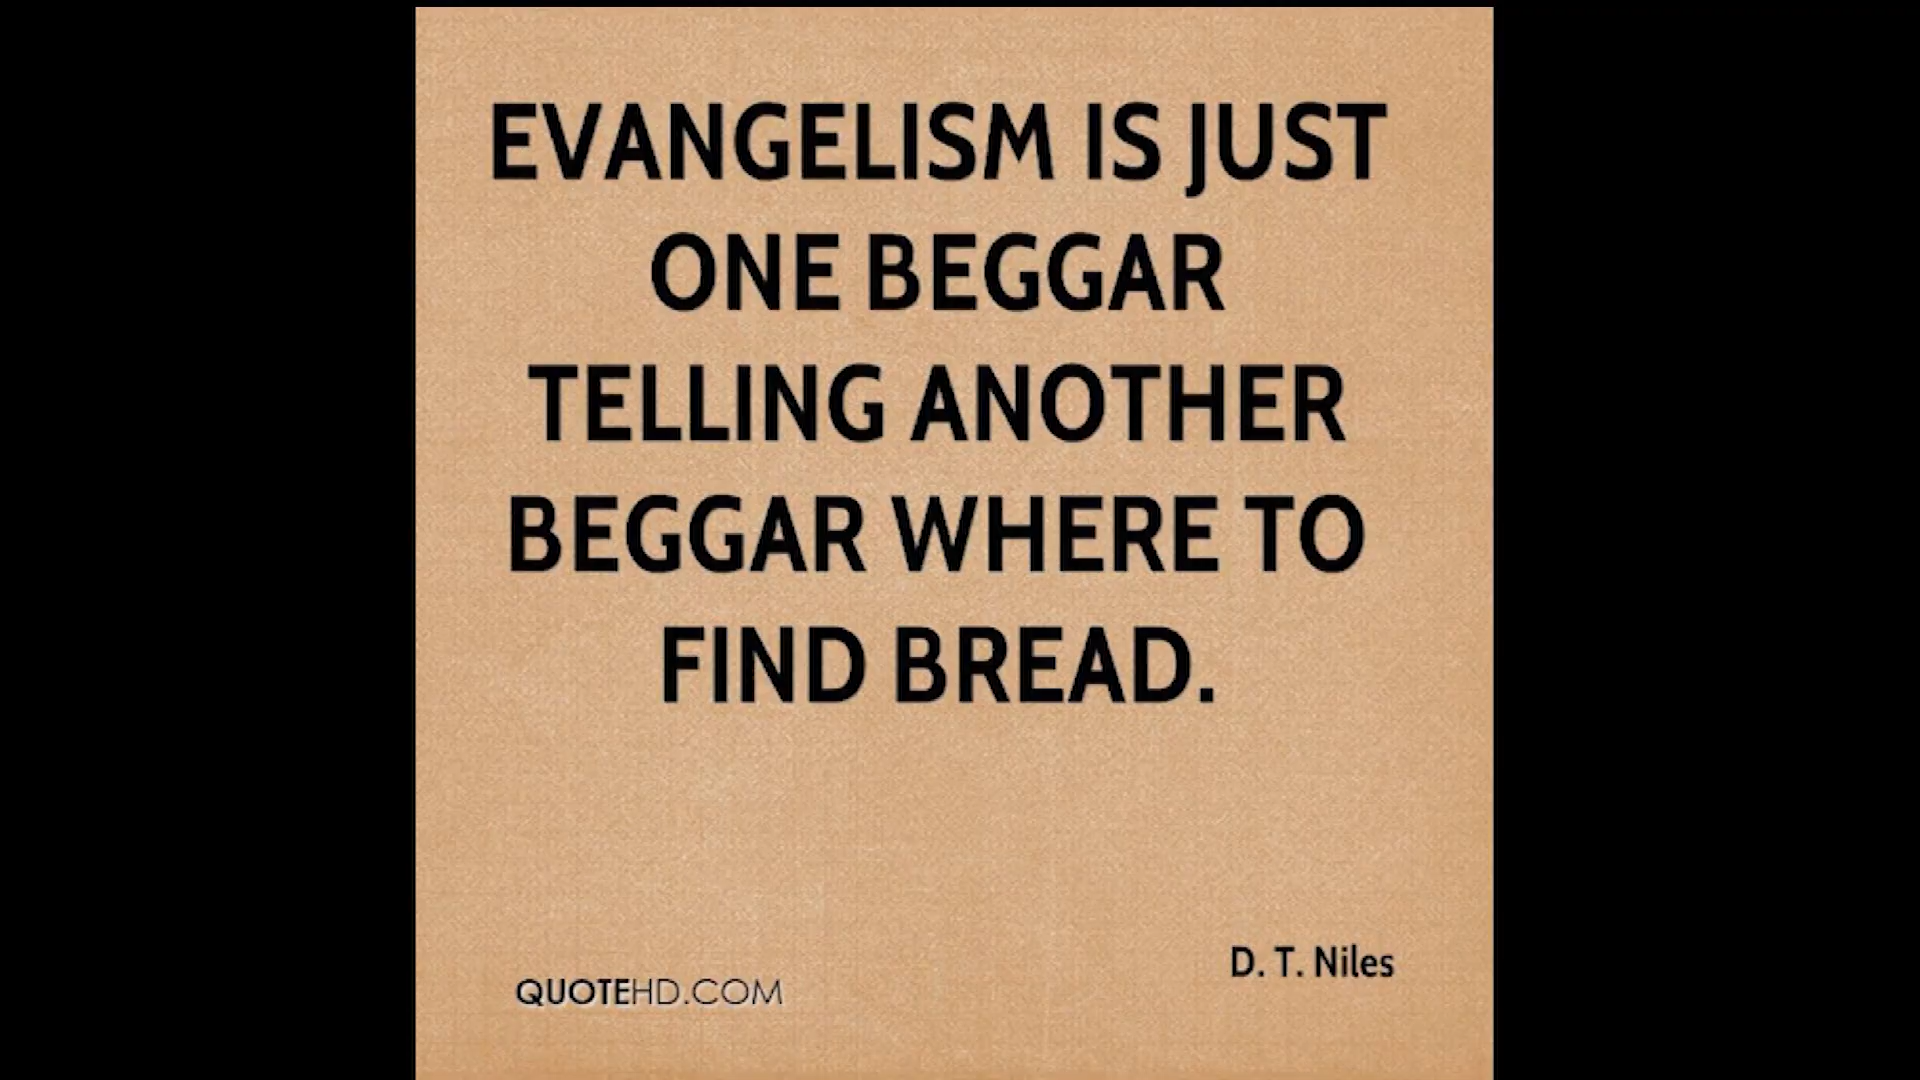 EVANGELISM IS JUST
ONE BEGGAR
TELLING ANOTHER
BEGGAR WHERE TO
FIND BREAD.
D. T. Niles
QUOTEHD.COM